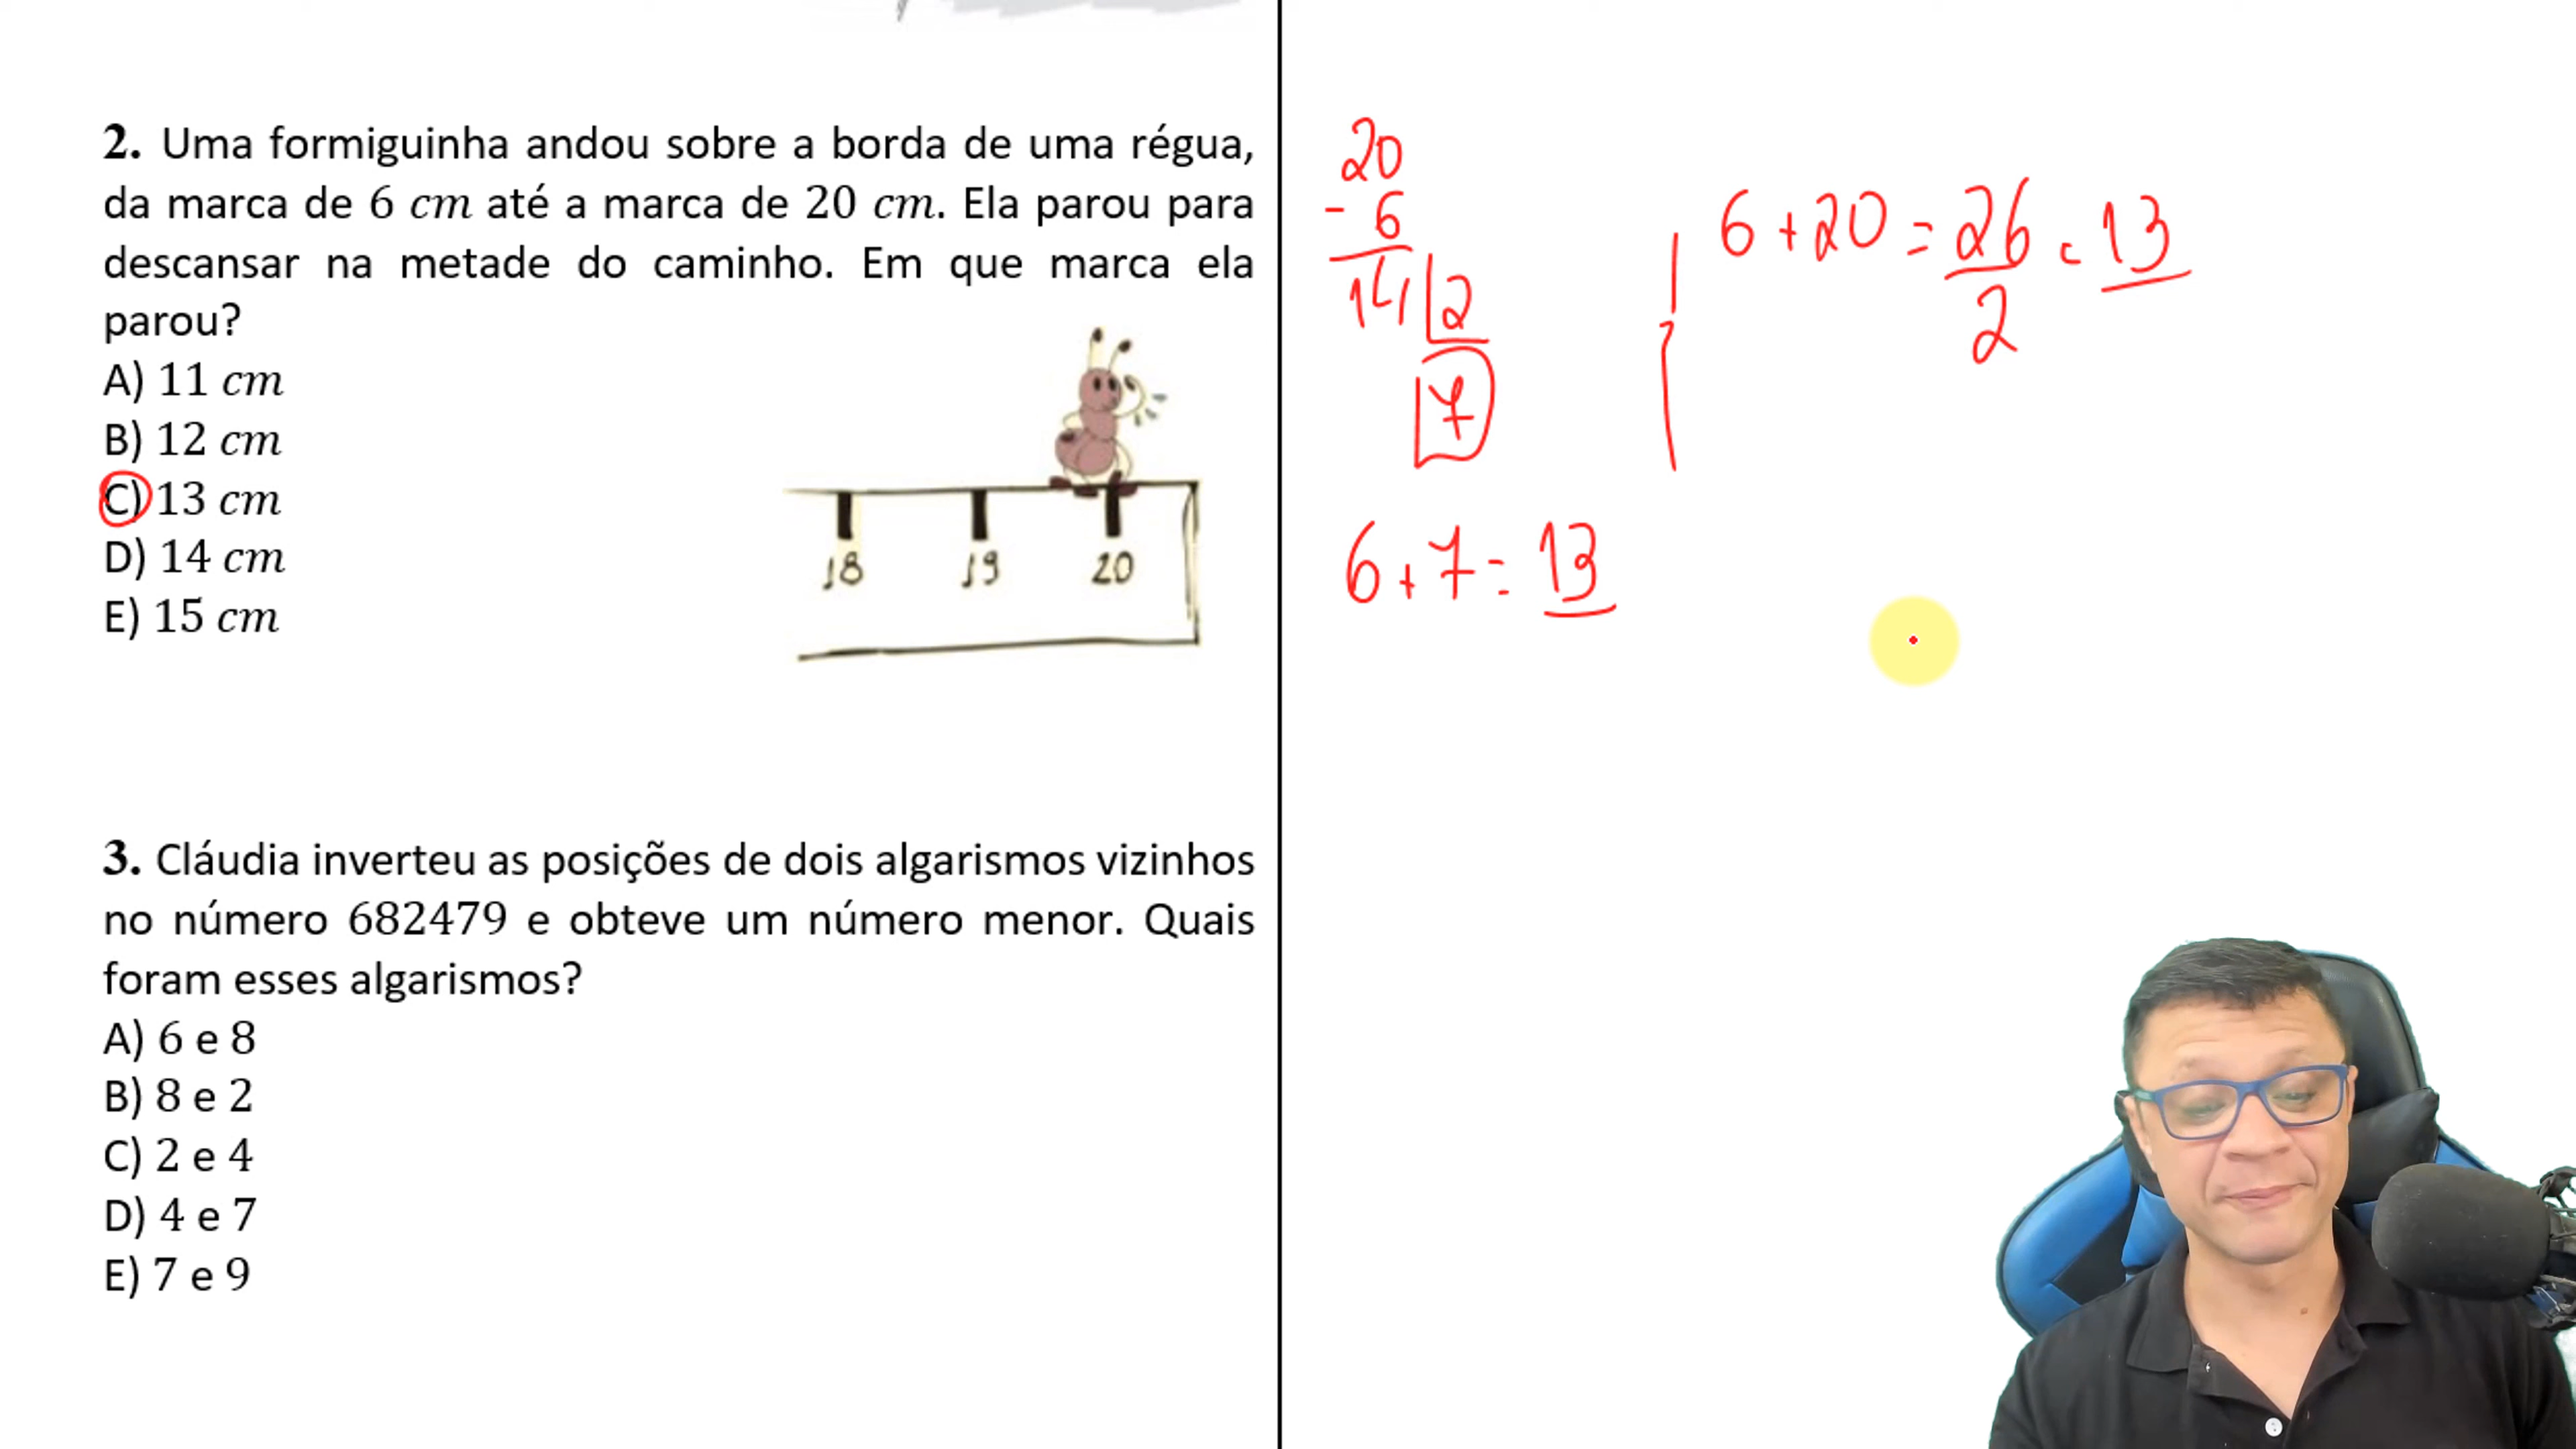 2. Uma formiguinha andou sobre a borda de uma régua,
da marca de 6 cm até a marca de 20 cm. Ela parou para
descansar na metade do caminho. Em que marca ela
parou?
A) 11 cm
B) 12 cm
C) 13 cm
D) 14 cm
E) 15 cm
18 19 20
3. Cláudia inverteu as posições de dois algarismos vizinhos
no número 682479 e obteve um número menor. Quais
foram esses algarismos?
A) 6 e 8
B) 8 e 2
C) 2 e 4
D) 4 e 7
E) 7 e 9
20
- 6
14 2
7
6 + 7 = 13
6 + 20 = 26 = 13
2